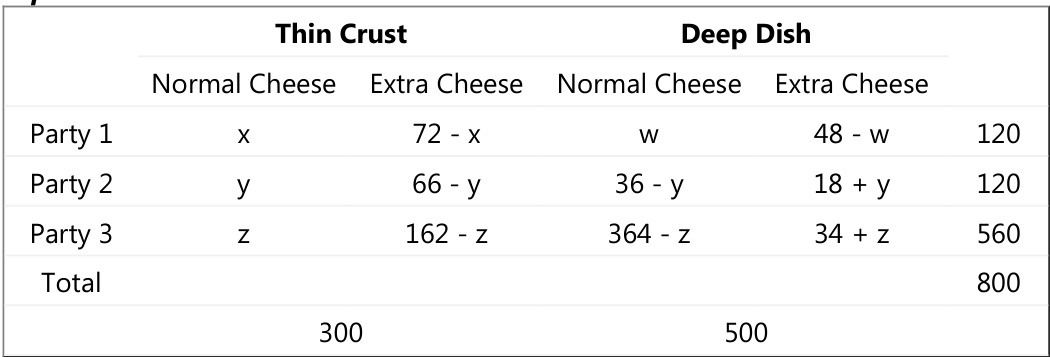 Thin Crust Deep Dish
Normal Cheese Extra Cheese Normal Cheese Extra Cheese
Party 1 x 72 - x w 48 - w 120
Party 2 y 66 - y 36 - y 18 + y 120
Party 3 z 162 - z 364 - z 34 + z 560
Total 800
300 500